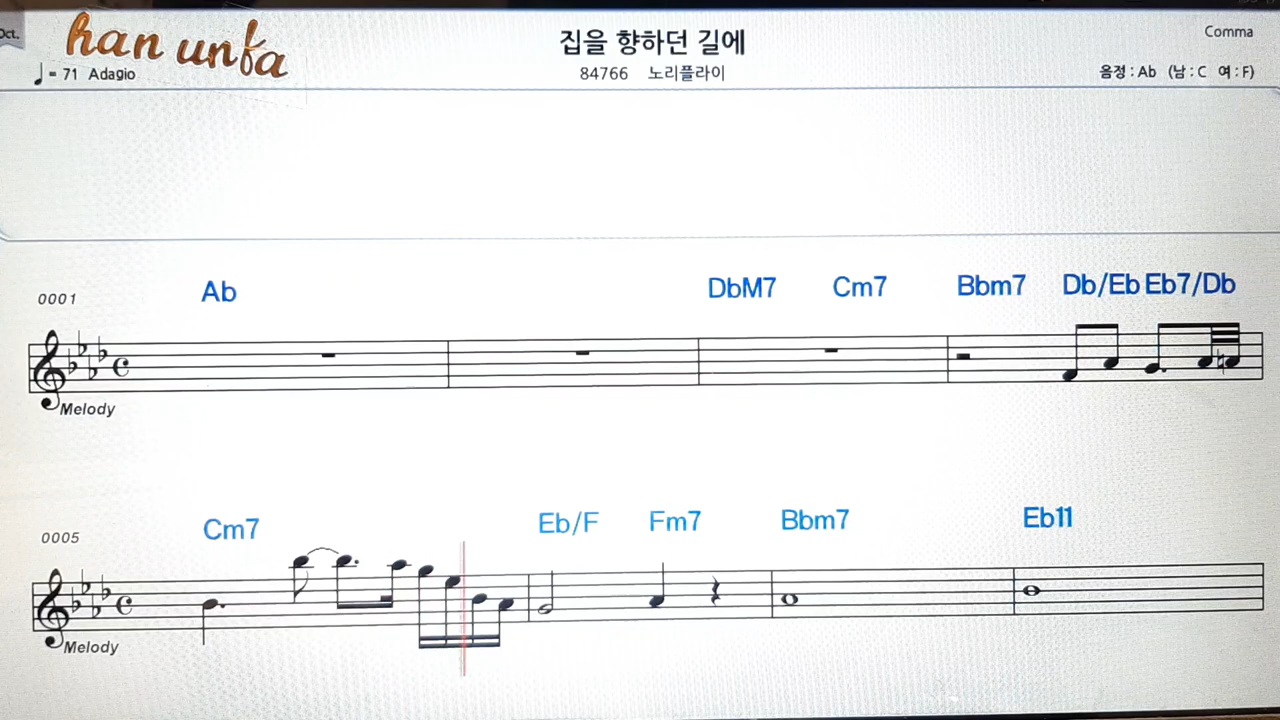 Oct.
han unfa
집을 향하던 길에
Comma
= 71 Adagio
84766 노리플라이
음정 : Ab (남 : C 여 : F)
0001
Ab DbM7 Cm7 Bbm7 Db/Eb Eb7/Db
Melody
0005
Cm7 Eb/F Fm7 Bbm7 Eb11
Melody